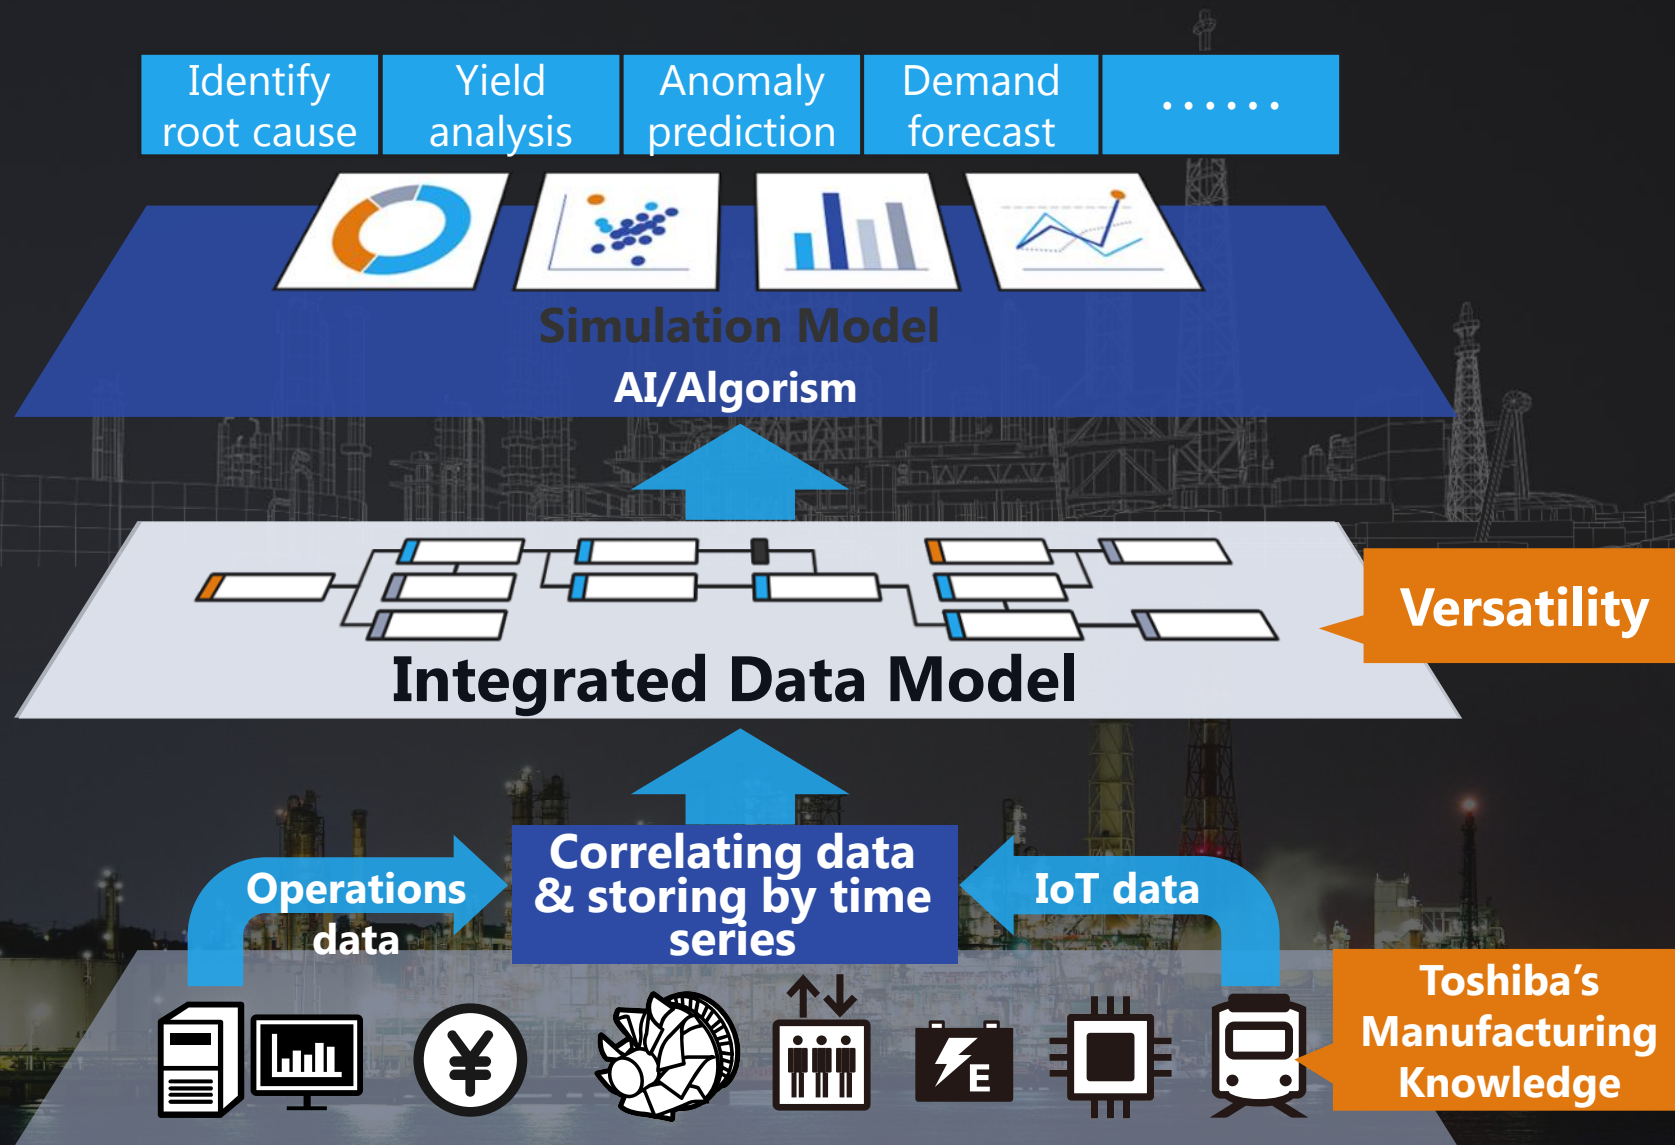 Identify
root cause
Yield
analysis
Anomaly
prediction
Demand
forecast
······
Simulation Model
AI/Algorism
Versatility
Integrated Data Model
Correlating data
& storing by time
series
Operations
data
IoT data
¥
E
Toshiba’s
Manufacturing
Knowledge